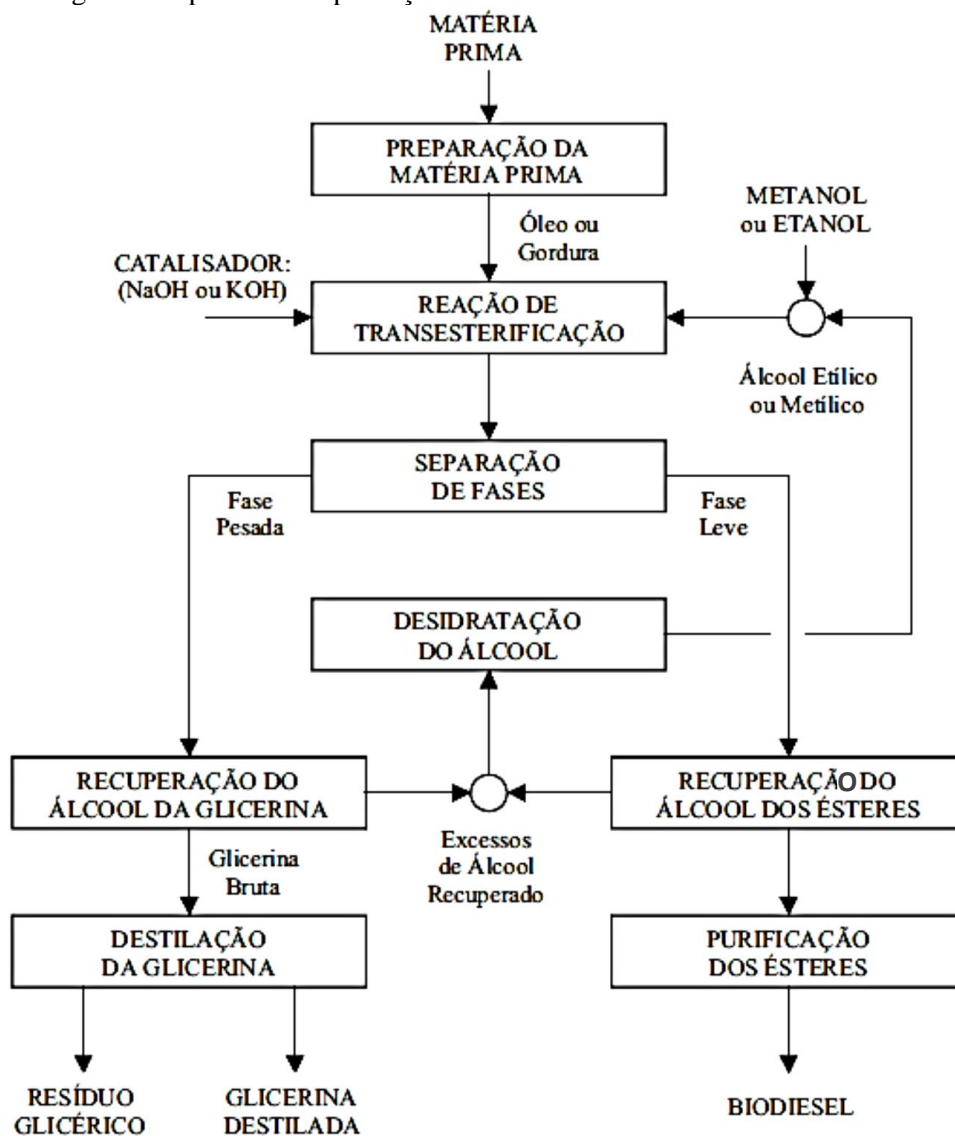 MATÉRIA
PRIMA
PREPARAÇÃO DA
MATÉRIA PRIMA
Óleo ou
Gordura
METANOL
ou ETANOL
CATALISADOR:
(NaOH ou KOH)
REAÇÃO DE
TRANSESTERIFICAÇÃO
Álcool Etílico
ou Metílico
SEPARAÇÃO
DE FASES
Fase
Pesada
Fase
Leve
DESIDRATAÇÃO
DO ÁLCOOL
RECUPERAÇÃO DO
ÁLCOOL DA GLICERINA
RECUPERAÇÃO DO
ÁLCOOL DOS ÉSTERES
Glicerina
Bruta
Excessos
de Álcool
Recuperado
DESTILAÇÃO
DA GLICERINA
PURIFICAÇÃO
DOS ÉSTERES
RESÍDUO
GLICÉRICO
GLICERINA
DESTILADA
BIODIESEL